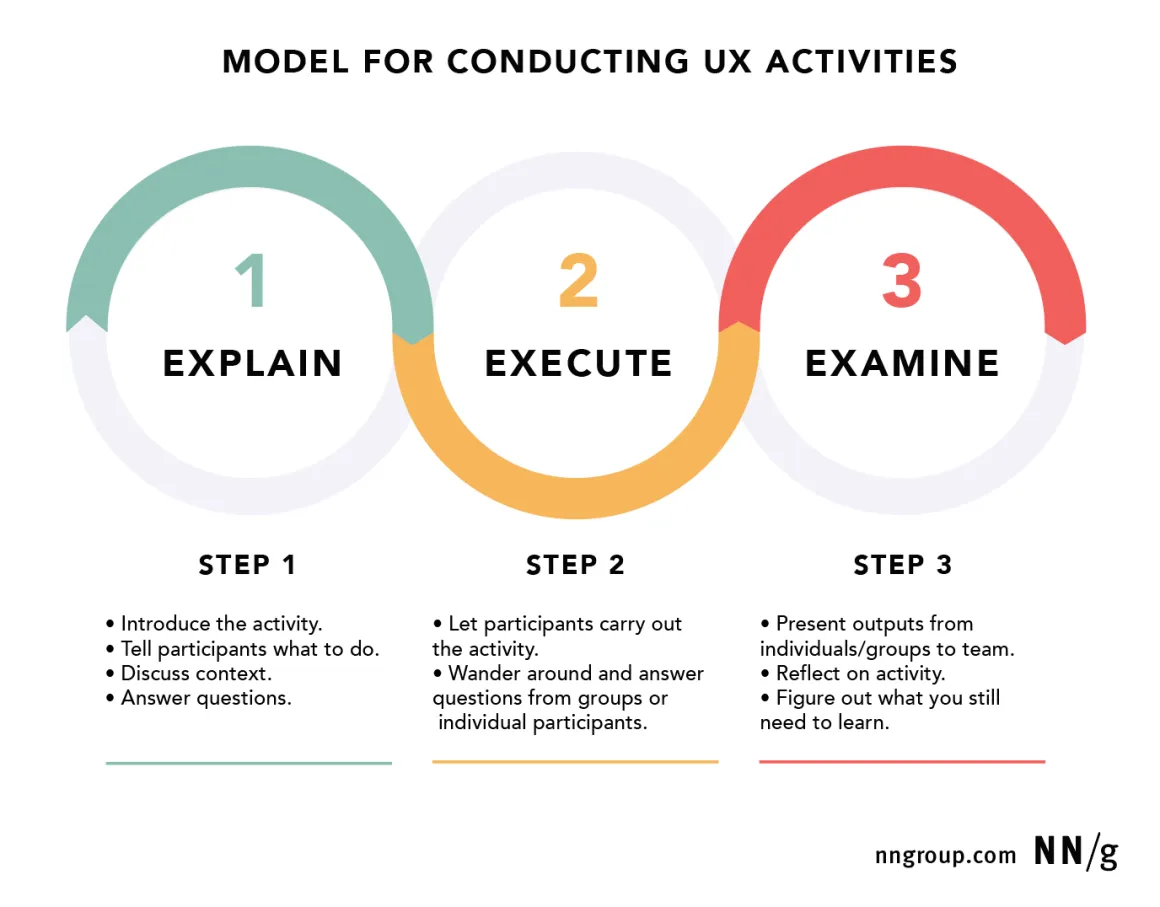 MODEL FOR CONDUCTING UX ACTIVITIES
1
EXPLAIN
2
EXECUTE
3
EXAMINE
STEP 1
• Introduce the activity.
• Tell participants what to do.
• Discuss context.
• Answer questions.
STEP 2
• Let participants carry out
the activity.
• Wander around and answer
questions from groups or
individual participants.
STEP 3
• Present outputs from
individuals/groups to team.
• Reflect on activity.
• Figure out what you still
need to learn.
nngroup.com NN/g